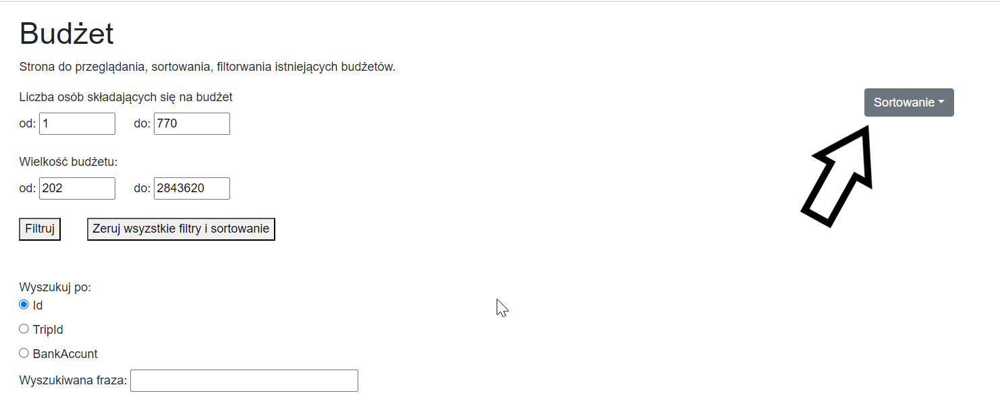 Budżet
Strona do przeglądania, sortowania, filtorwania istniejących budżetów.
Liczba osób składających się na budżet
Sortowanie
od: 1 do: 770
Wielkość budżetu:
od: 202 do: 2843620
Filtruj Zeruj wsyzstkie filtry i sortowanie
Wyszukuj po:
Id
TripId
BankAccunt
Wyszukiwana fraza: